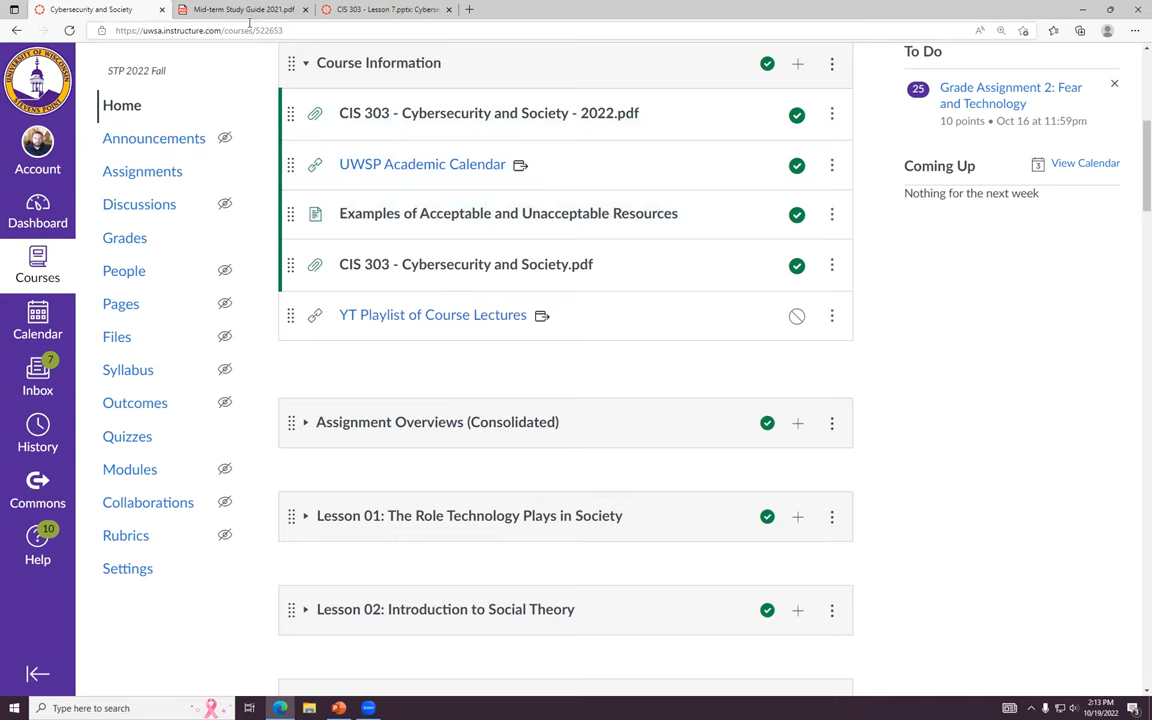 Cybersecurity and Society
Mid-term Study Guide 2021.pdf
CIS 303 - Lesson 7.pptx: Cyberse
https://uwsa.instructure.com/courses/522653
STP 2022 Fall
Home
Announcements
Assignments
Discussions
Grades
People
Pages
Files
Syllabus
Outcomes
Quizzes
Modules
Collaborations
Rubrics
Settings
Account
Dashboard
Courses
Calendar
7
Inbox
History
Commons
10
Help
Course Information
CIS 303 - Cybersecurity and Society - 2022.pdf
UWSP Academic Calendar
Examples of Acceptable and Unacceptable Resources
CIS 303 - Cybersecurity and Society.pdf
YT Playlist of Course Lectures
Assignment Overviews (Consolidated)
Lesson 01: The Role Technology Plays in Society
Lesson 02: Introduction to Social Theory
To Do
25
Grade Assignment 2: Fear
and Technology
10 points • Oct 16 at 11:59pm
Coming Up
3
View Calendar
Nothing for the next week
Type here to search
2:13 PM
10/19/2022